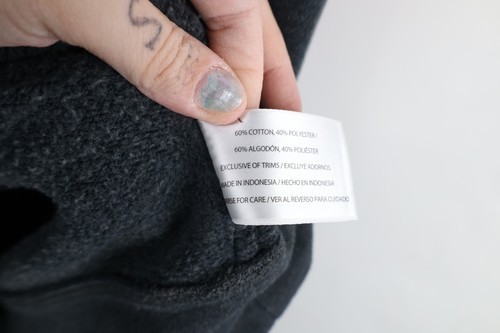 S
60% COTTON, 40% POLYESTER /
60% ALGODÓN, 40% POLIÉSTER
EXCLUSIVE OF TRIMS / EXCLUYE ADORNOS
MADE IN INDONESIA / HECHO EN INDONESIA
FOR CARE / VER AL REVERSO PARA CUIDADO